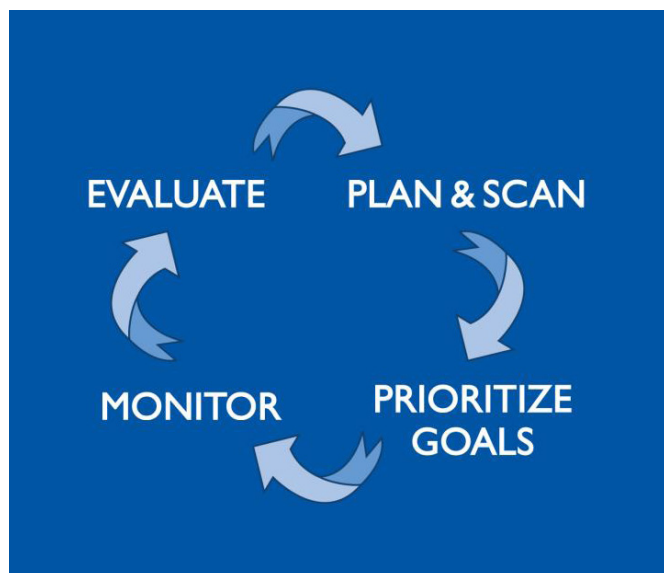 EVALUATE
PLAN & SCAN
MONITOR
PRIORITIZE
GOALS